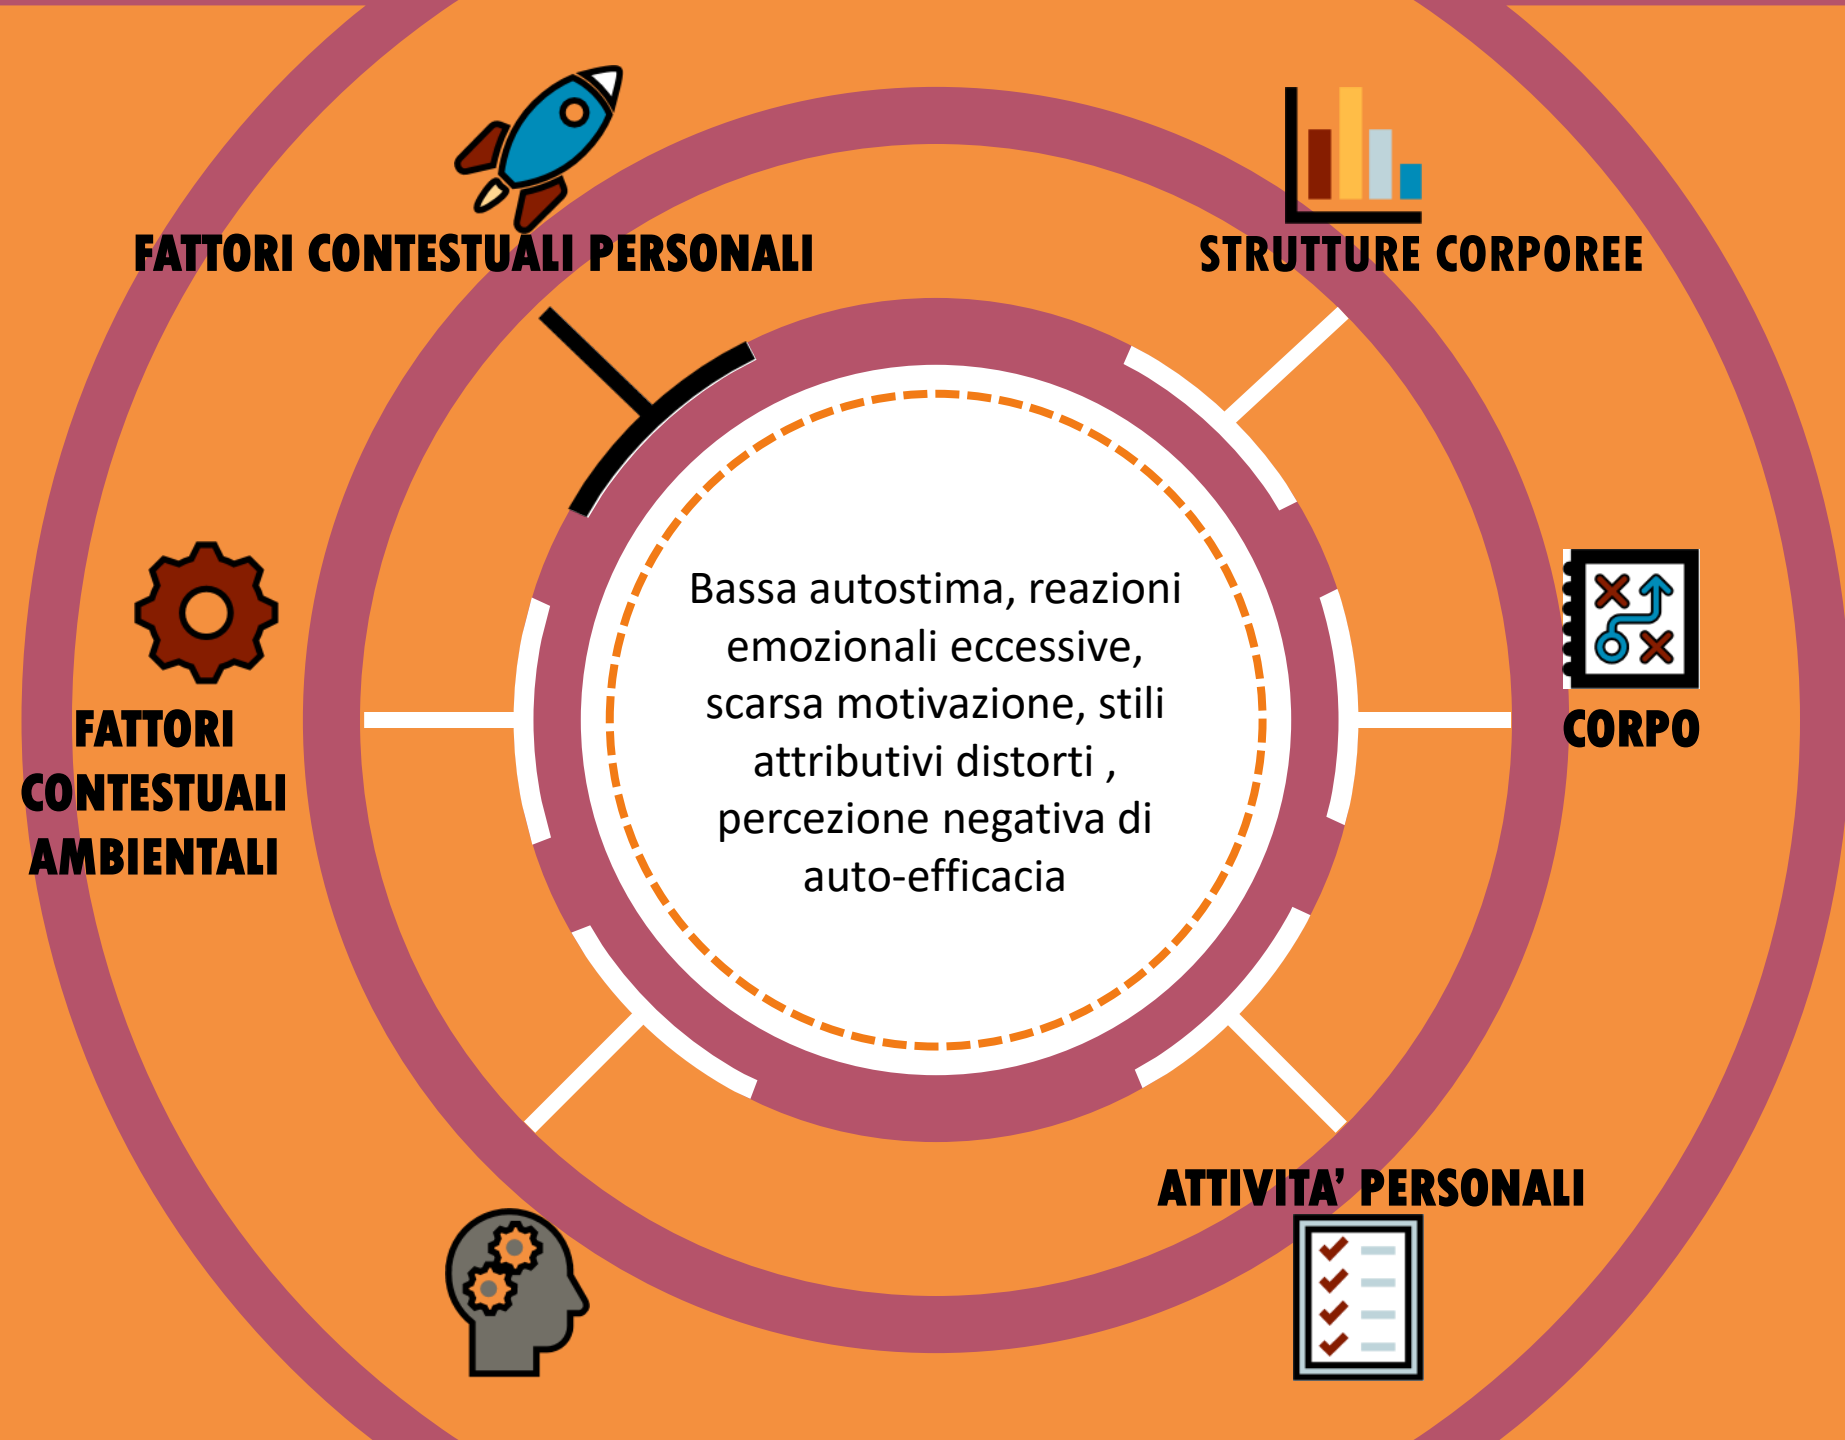 FATTORI CONTESTUALI PERSONALI
STRUTTURE CORPOREE
Bassa autostima, reazioni
emozionali eccessive,
scarsa motivazione, stili
attributivi distorti ,
percezione negativa di
auto-efficacia
FATTORI
CONTESTUALI
AMBIENTALI
CORPO
ATTIVITA' PERSONALI